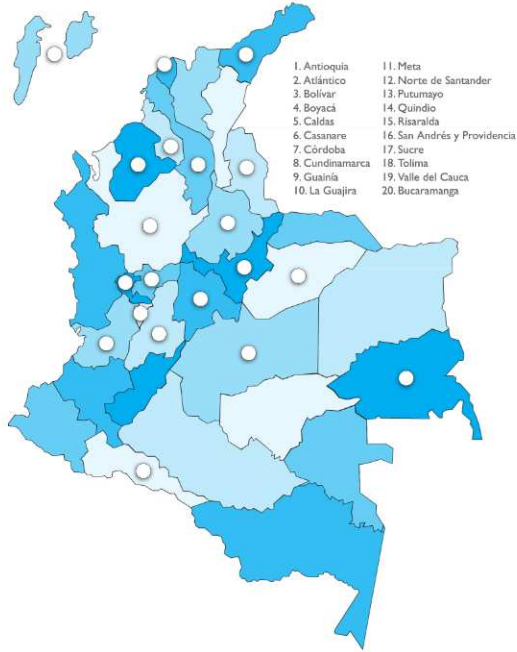 1. Antioquia
2. Atlántico
3. Bolívar
4. Boyacá
5. Caldas
6. Casanare
7. Córdoba
8. Cundinamarca
9. Guainía
10. La Guajira
11. Meta
12. Norte de Santander
13. Putumayo
14. Quindio
15. Risaralda
16. San Andrés y Providencia
17. Sucre
18. Tolima
19. Valle del Cauca
20. Bucaramanga